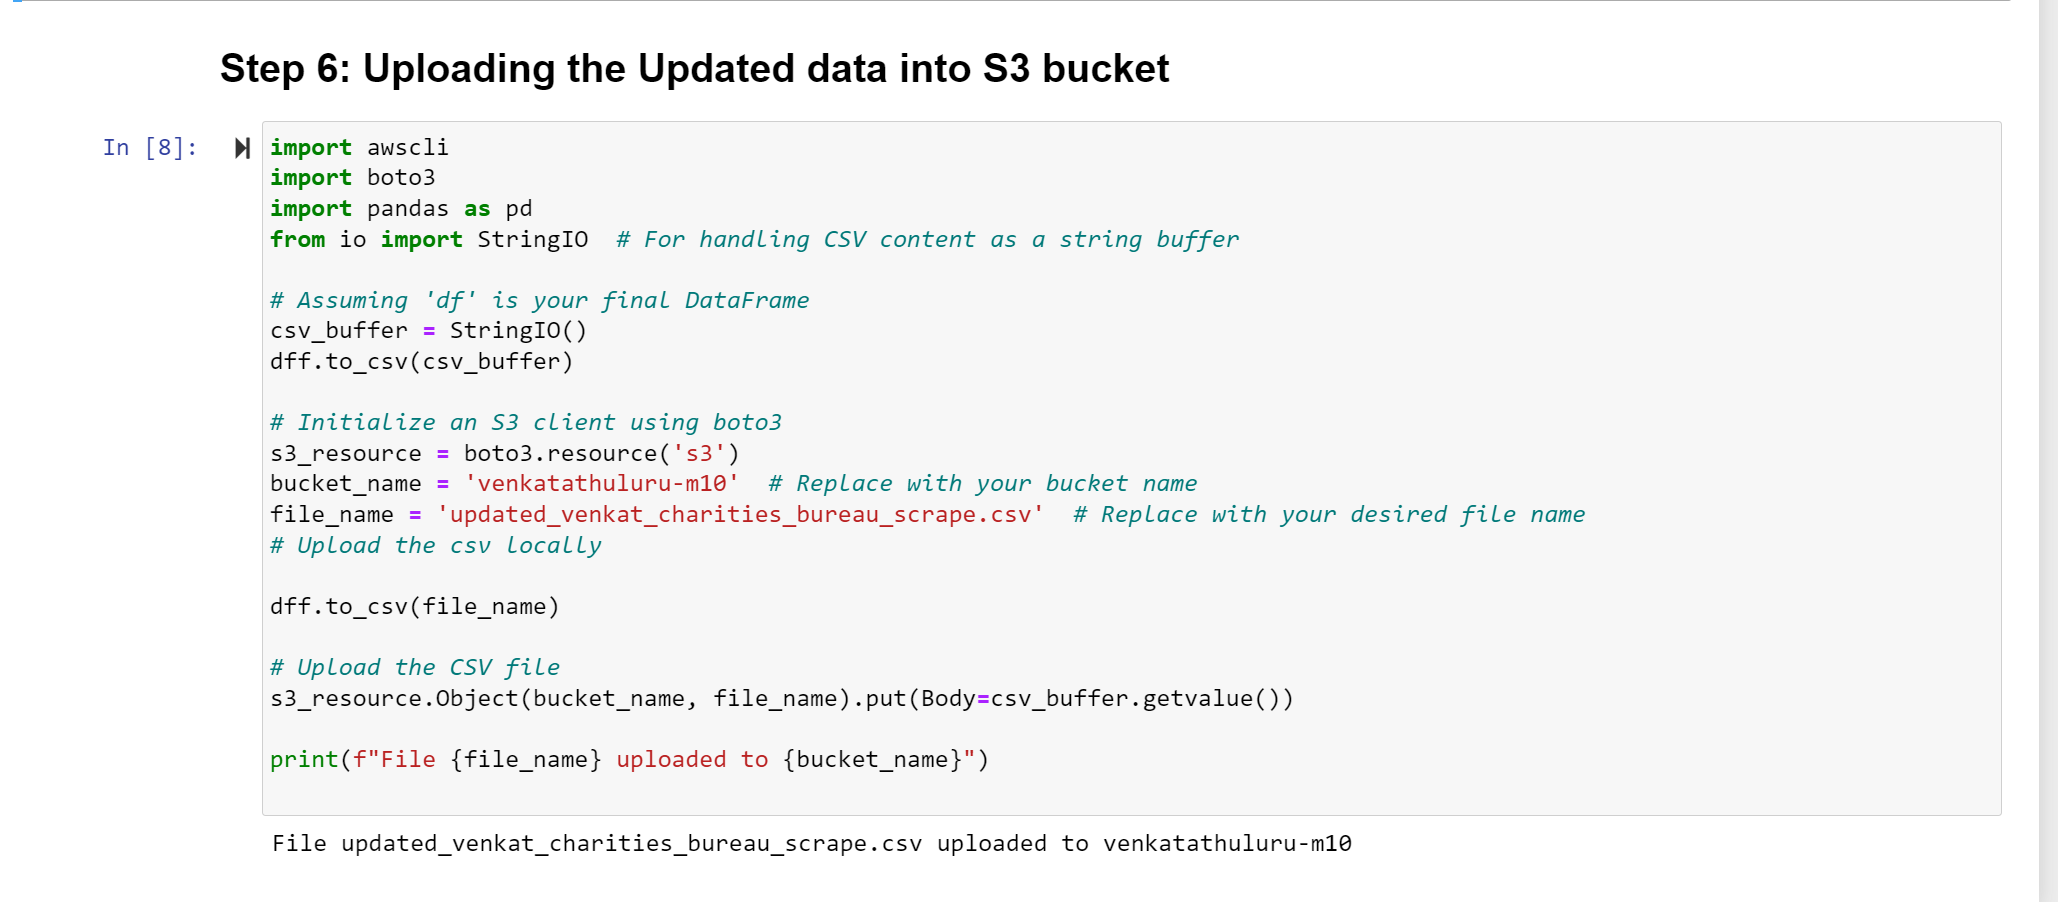 Step 6: Uploading the Updated data into S3 bucket
In [8]:
import awscli
import boto3
import pandas as pd
from io import StringIO  # For handling CSV content as a string buffer
# Assuming 'df' is your final DataFrame
csv_buffer = StringIO()
dff.to_csv(csv_buffer)
# Initialize an S3 client using boto3
s3_resource = boto3.resource('s3')
bucket_name = 'venkatathuluru-m10'  # Replace with your bucket name
file_name = 'updated_venkat_charities_bureau_scrape.csv'  # Replace with your desired file name
# Upload the csv locally
dff.to_csv(file_name)
# Upload the CSV file
s3_resource.Object(bucket_name, file_name).put(Body=csv_buffer.getvalue())
print(f"File {file_name} uploaded to {bucket_name}")
File updated_venkat_charities_bureau_scrape.csv uploaded to venkatathuluru-m10